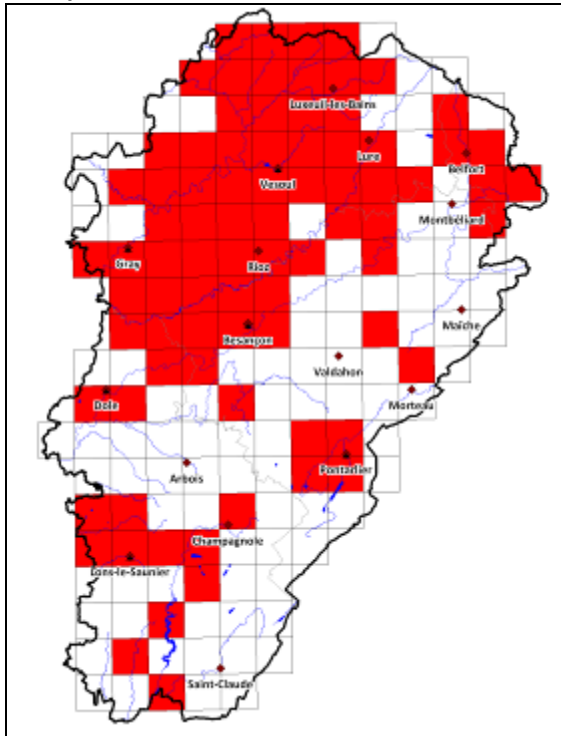 Luxeuil-les-Bains
Lure
Belfort
Vesoul
Montbéliard
Gray
Rioz
Maîche
Besançon
Valdahon
Dole
Morteau
Pontarlier
Arbois
Champagnole
Lons-le-Saunier
Saint-Claude